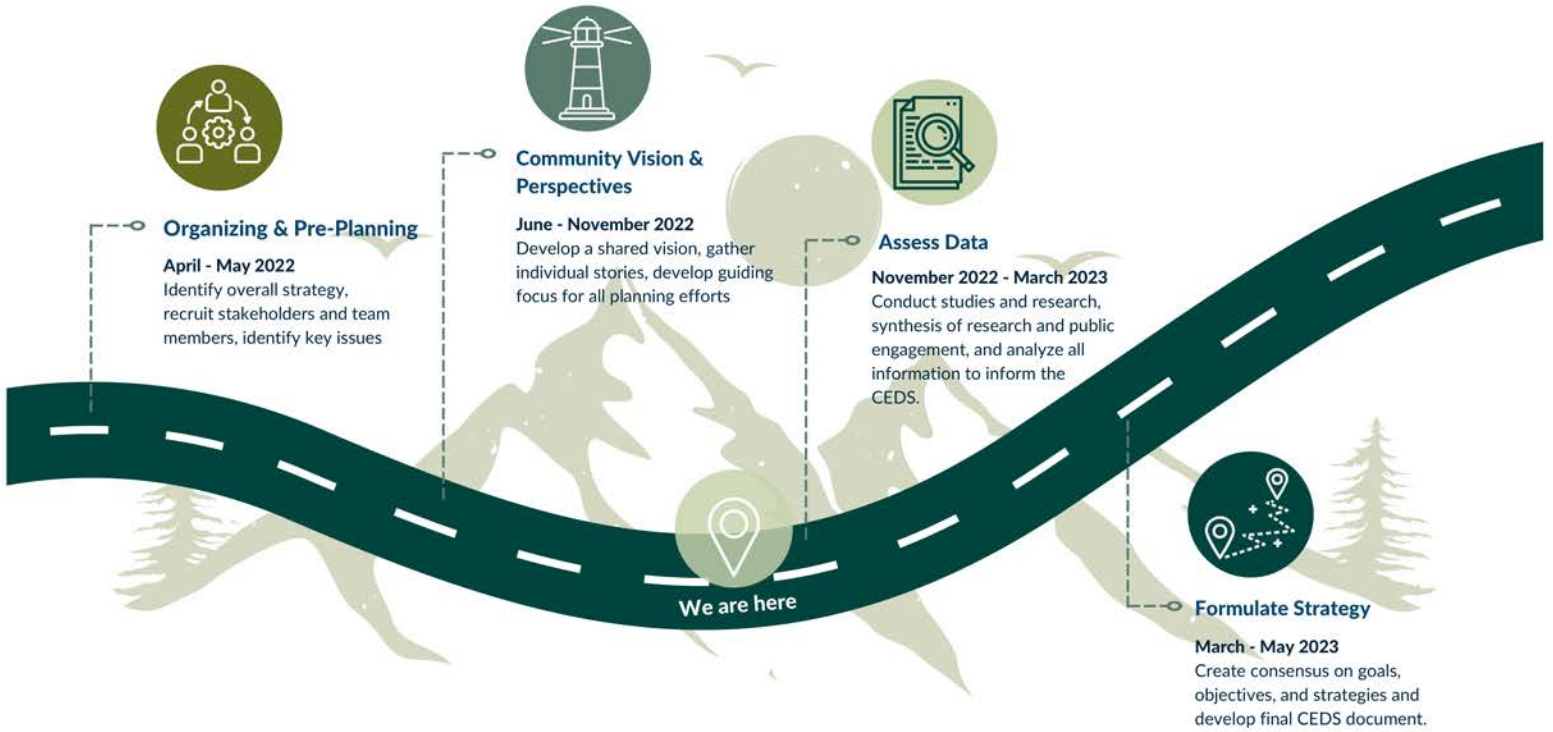 Organizing & Pre-Planning
April - May 2022
Identify overall strategy,
recruit stakeholders and team
members, identify key issues
Community Vision &
Perspectives
June - November 2022
Develop a shared vision, gather
individual stories, develop guiding
focus for all planning efforts
Assess Data
November 2022 - March 2023
Conduct studies and research,
synthesis of research and public
engagement, and analyze all
information to inform the
CEDS.
We are here
Formulate Strategy
March - May 2023
Create consensus on goals,
objectives, and strategies and
develop final CEDS document.